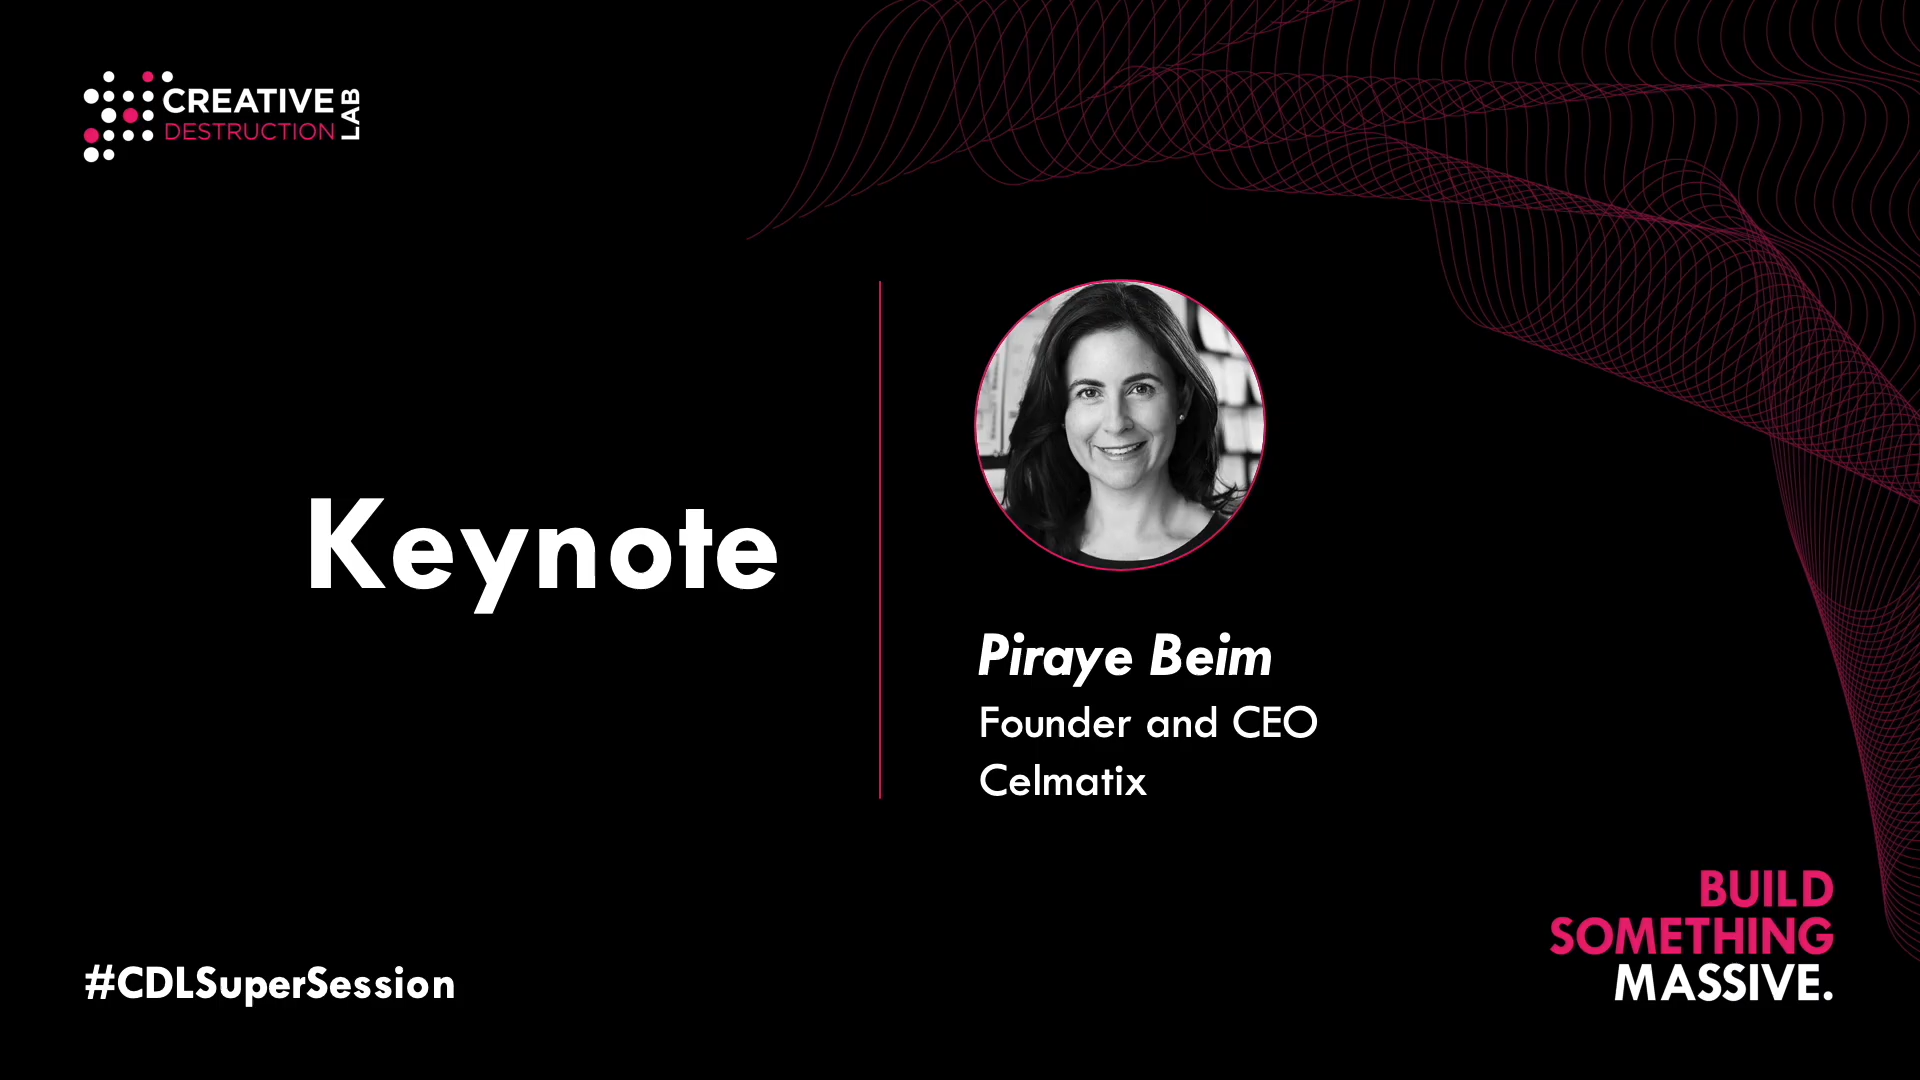 CREATIVE
DESTRUCTION
LAB
Keynote
Piraye Beim
Founder and CEO
Celmatix
#CDLSuperSession
BUILD
SOMETHING
MASSIVE.